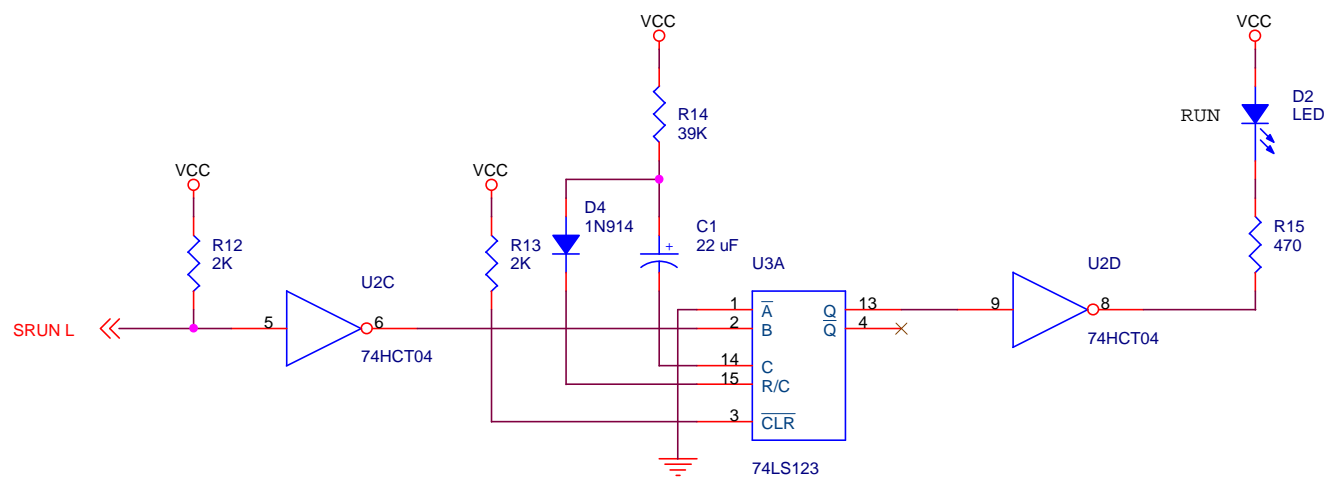 VCC
VCC
R14
39K
D2
LED
RUN
VCC
VCC
R12
2K
R13
2K
D4
1N914
C1
22 uF
R15
470
+
U2C
U3A
U2D
SRUN L
5
6
74HCT04
1
A
2
B
14
C
15
R/C
3
CLR
Q
13
Q
4
9
8
74HCT04
74LS123